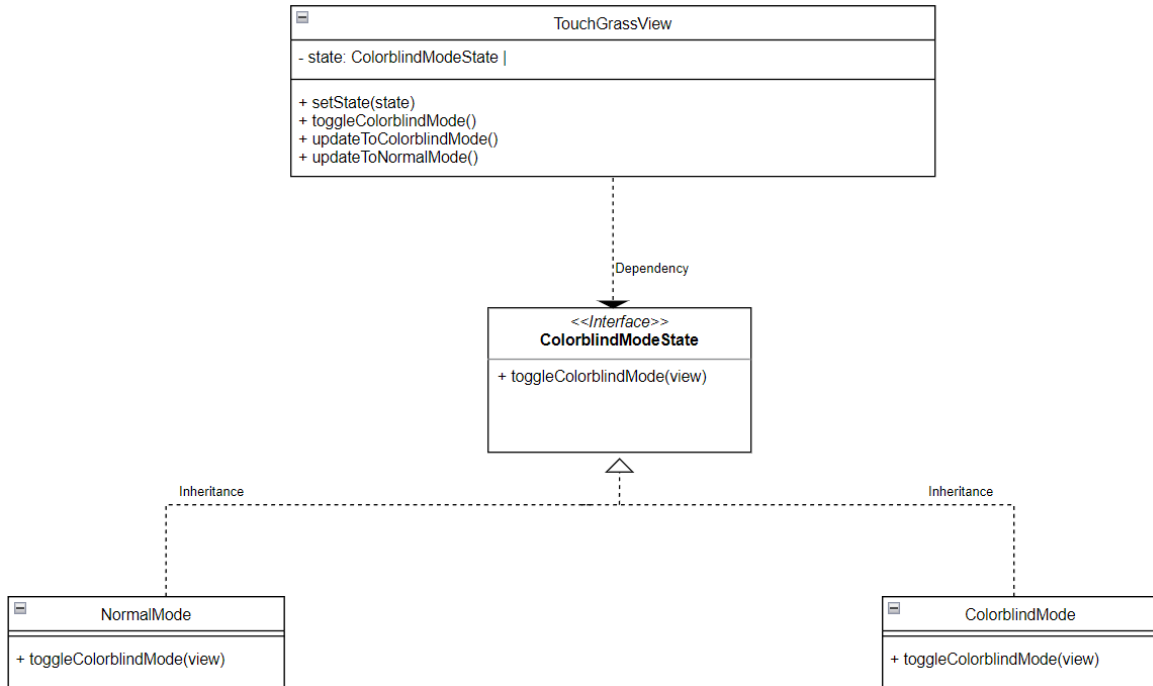 TouchGrassView
- state: ColorblindModeState |
+ setState(state)
+ toggleColorblindMode()
+ updateToColorblindMode()
+ updateToNormalMode()
Dependency
<<Interface>>
ColorblindModeState
+ toggleColorblindMode(view)
Inheritance
Inheritance
NormalMode
+ toggleColorblindMode(view)
ColorblindMode
+ toggleColorblindMode(view)